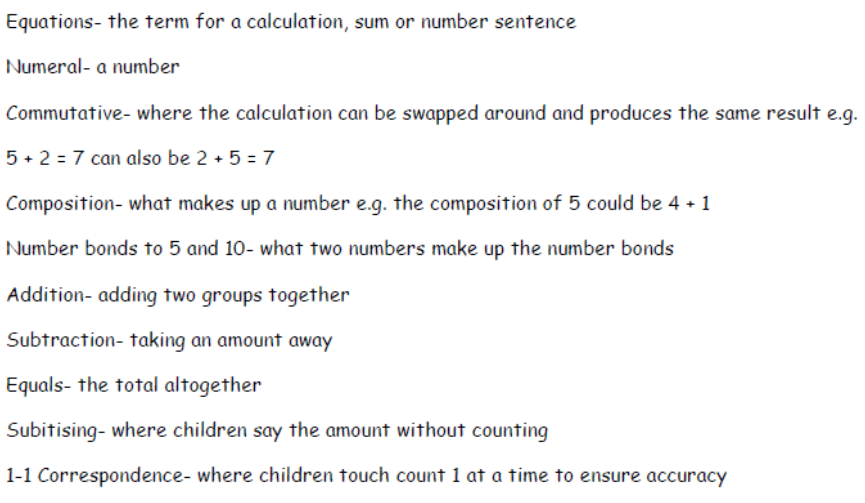 Equations- the term for a calculation, sum or number sentence
Numeral- a number
Commutative- where the calculation can be swapped around and produces the same result e.g.
5 + 2 = 7 can also be 2 + 5 = 7
Composition- what makes up a number e.g. the composition of 5 could be 4 + 1
Number bonds to 5 and 10- what two numbers make up the number bonds
Addition- adding two groups together
Subtraction- taking an amount away
Equals- the total altogether
Subitising- where children say the amount without counting
1-1 Correspondence- where children touch count 1 at a time to ensure accuracy